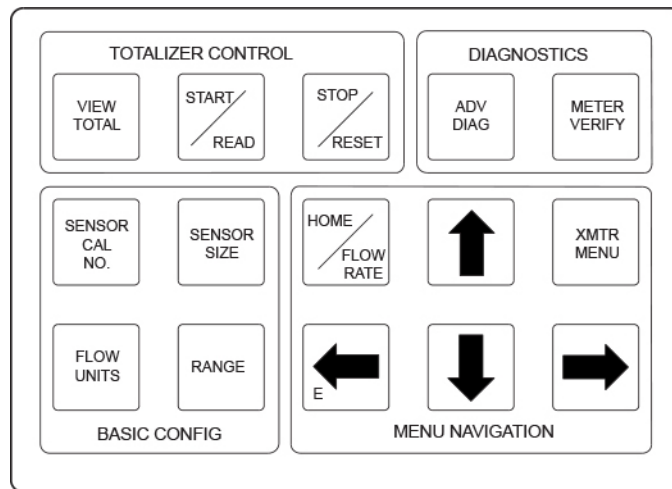 TOTALIZER CONTROL
DIAGNOSTICS
VIEW
TOTAL
START
READ
STOP
RESET
ADV
DIAG
METER
VERIFY
SENSOR
CAL
NO.
SENSOR
SIZE
HOME
FLOW
RATE
XMTR
MENU
FLOW
UNITS
RANGE
E
BASIC CONFIG
MENU NAVIGATION